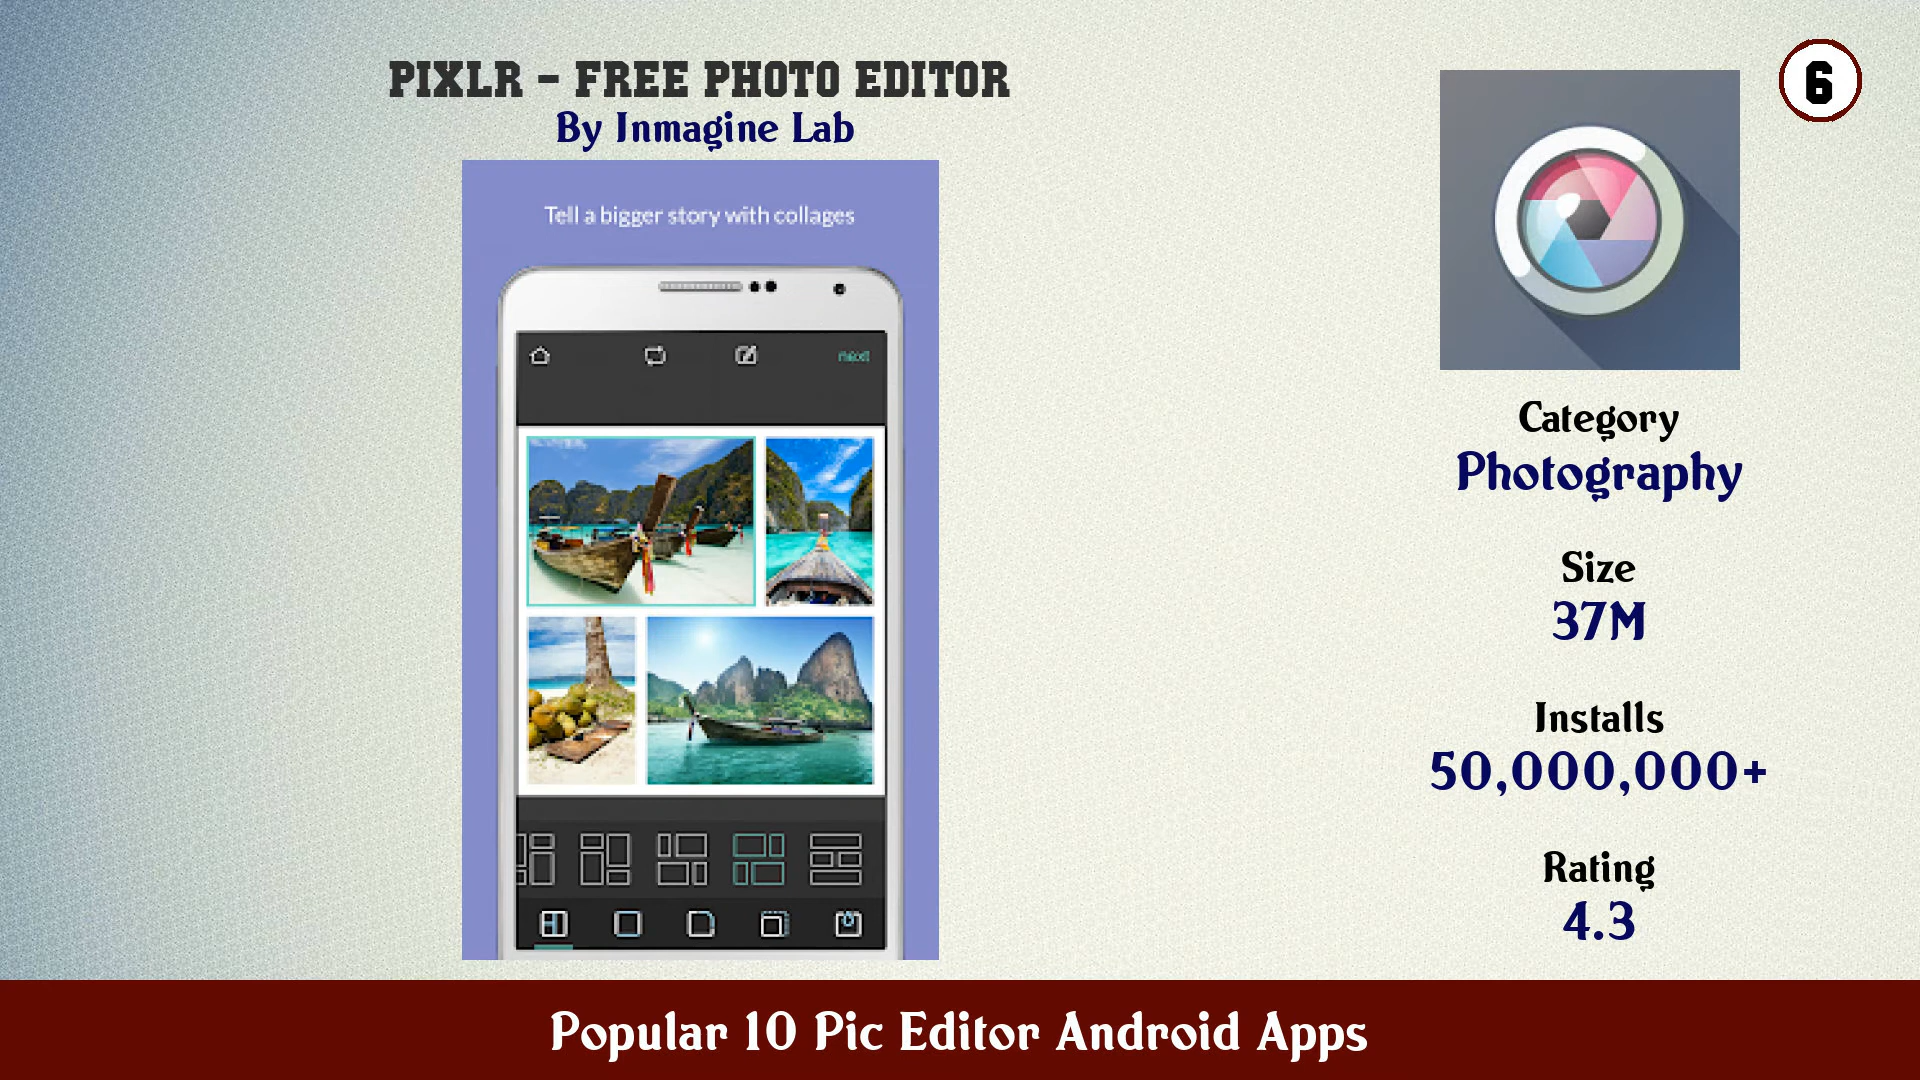 PIXLR – FREE PHOTO EDITOR
By Inmagine Lab
Tell a bigger story with collages
next
6
Category
Photography
Size
37M
Installs
50,000,000+
Rating
4.3
Popular 10 Pic Editor Android Apps